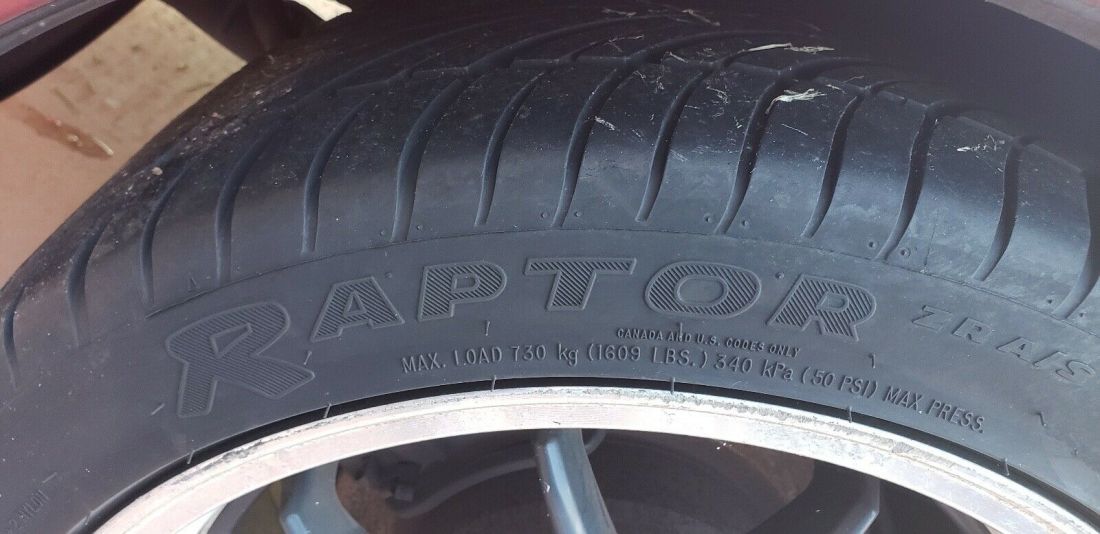 RAPTOR ZR A/S
CANADA AND U.S. CODES ONLY
MAX. LOAD 730 kg (1609 LBS.) 340 kPa (50 PSI) MAX. PRESS.